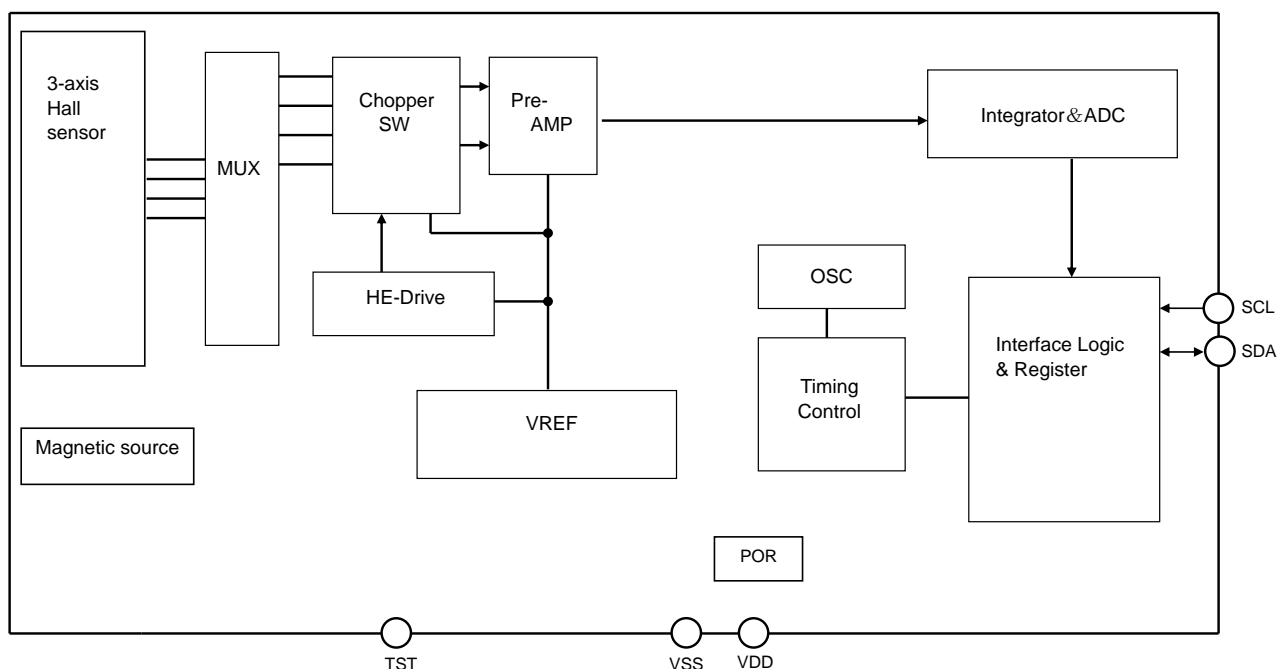 3-axis
Hall
sensor
MUX
Chopper
SW
Pre-
AMP
Integrator&ADC
HE-Drive
OSC
SCL
SDA
Interface Logic
& Register
Timing
Control
VREF
Magnetic source
POR
TST
VSS
VDD